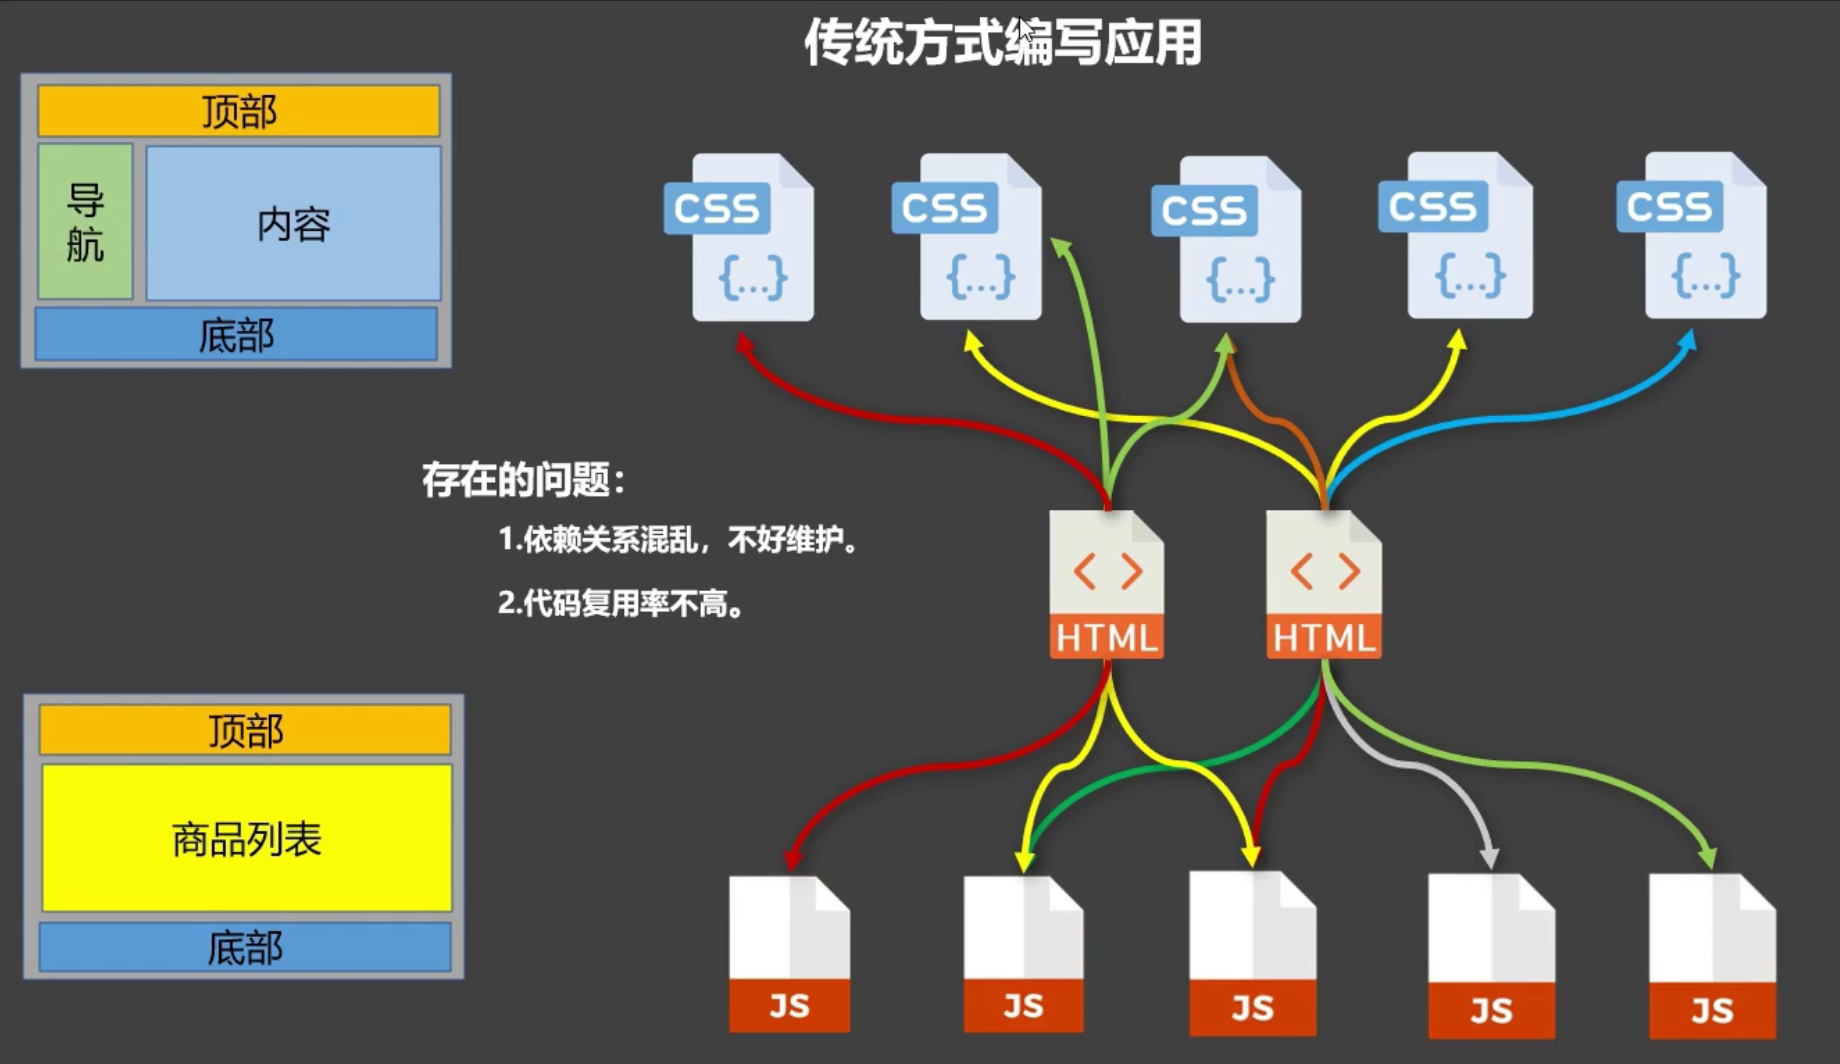 传统方式编写应用
顶部
导
航
内容
底部
CSS
{...}
CSS
{...}
CSS
{...}
CSS
{...}
CSS
{...}
存在的问题：
1.依赖关系混乱，不好维护。
2.代码复用率不高。
< >
HTML
< >
HTML
顶部
商品列表
底部
JS
JS
JS
JS
JS